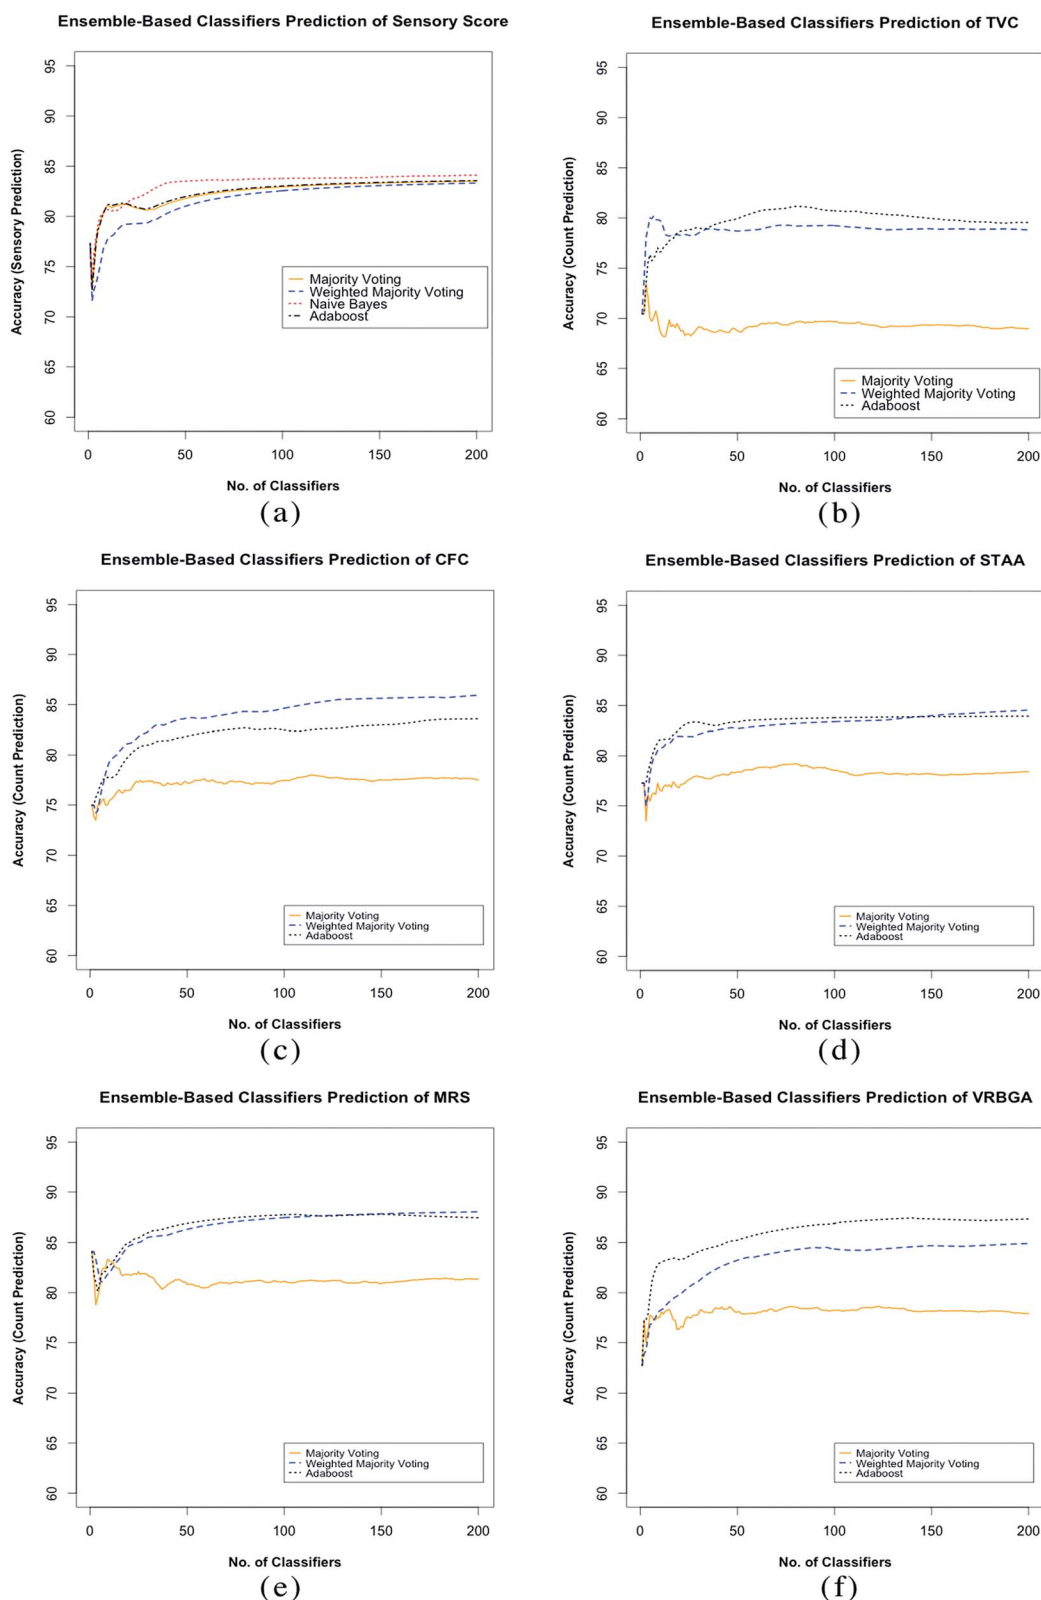 Ensemble-Based Classifiers Prediction of Sensory Score
Accuracy (Sensory Prediction)
95
90
85
80
75
70
65
60
Majority Voting
Weighted Majority Voting
Naive Bayes
Adaboost
0 50 100 150 200
No. of Classifiers
(a)
Ensemble-Based Classifiers Prediction of TVC
Accuracy (Count Prediction)
95
90
85
80
75
70
65
60
Majority Voting
Weighted Majority Voting
Adaboost
0 50 100 150 200
No. of Classifiers
(b)
Ensemble-Based Classifiers Prediction of CFC
Accuracy (Count Prediction)
95
90
85
80
75
70
65
60
Majority Voting
Weighted Majority Voting
Adaboost
0 50 100 150 200
No. of Classifiers
(c)
Ensemble-Based Classifiers Prediction of STAA
Accuracy (Count Prediction)
95
90
85
80
75
70
65
60
Majority Voting
Weighted Majority Voting
Adaboost
0 50 100 150 200
No. of Classifiers
(d)
Ensemble-Based Classifiers Prediction of MRS
Accuracy (Count Prediction)
95
90
85
80
75
70
65
60
Majority Voting
Weighted Majority Voting
Adaboost
0 50 100 150 200
No. of Classifiers
(e)
Ensemble-Based Classifiers Prediction of VRBGA
Accuracy (Count Prediction)
95
90
85
80
75
70
65
60
Majority Voting
Weighted Majority Voting
Adaboost
0 50 100 150 200
No. of Classifiers
(f)